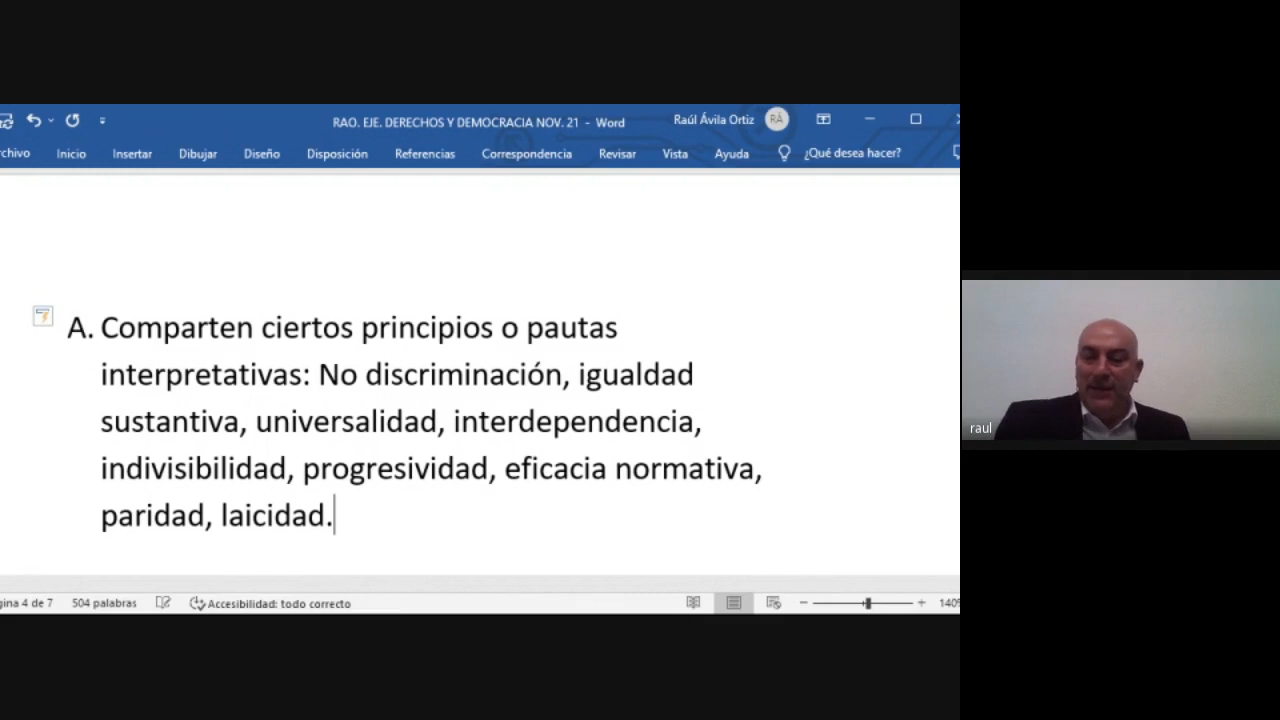 RAO. EJE. DERECHOS Y DEMOCRACIA NOV. 21 - Word
Raúl Ávila Ortiz
RÁ
rchivo Inicio Insertar Dibujar Diseño Disposición Referencias Correspondencia Revisar Vista Ayuda ¿Qué desea hacer?
A. Comparten ciertos principios o pautas
interpretativas: No discriminación, igualdad
sustantiva, universalidad, interdependencia,
indivisibilidad, progresividad, eficacia normativa,
paridad, laicidad.
raul
gina 4 de 7 504 palabras Accesibilidad: todo correcto 140%